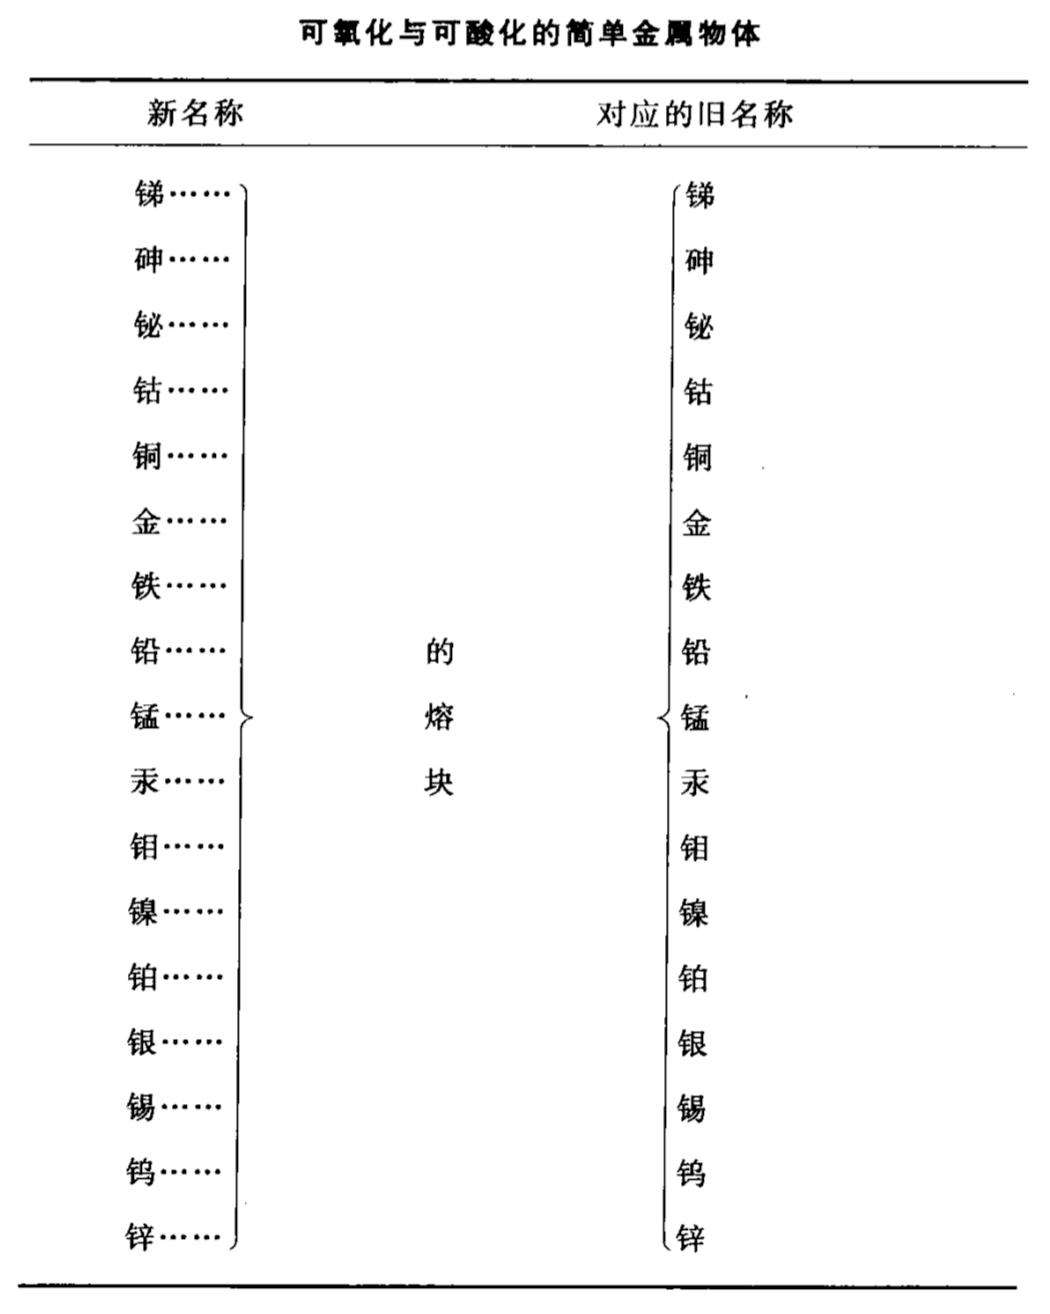 可氧化与可酸化的简单金属物体
新名称 对应的旧名称
锑…… 锑
砷…… 砷
铋…… 铋
钴…… 钴
铜…… 铜
金…… 金
铁…… 铁
铅…… 的 铅
锰…… 熔 锰
汞…… 块 汞
钼…… 钼
镍…… 镍
铂…… 铂
银…… 银
锡…… 锡
钨…… 钨
锌…… 锌